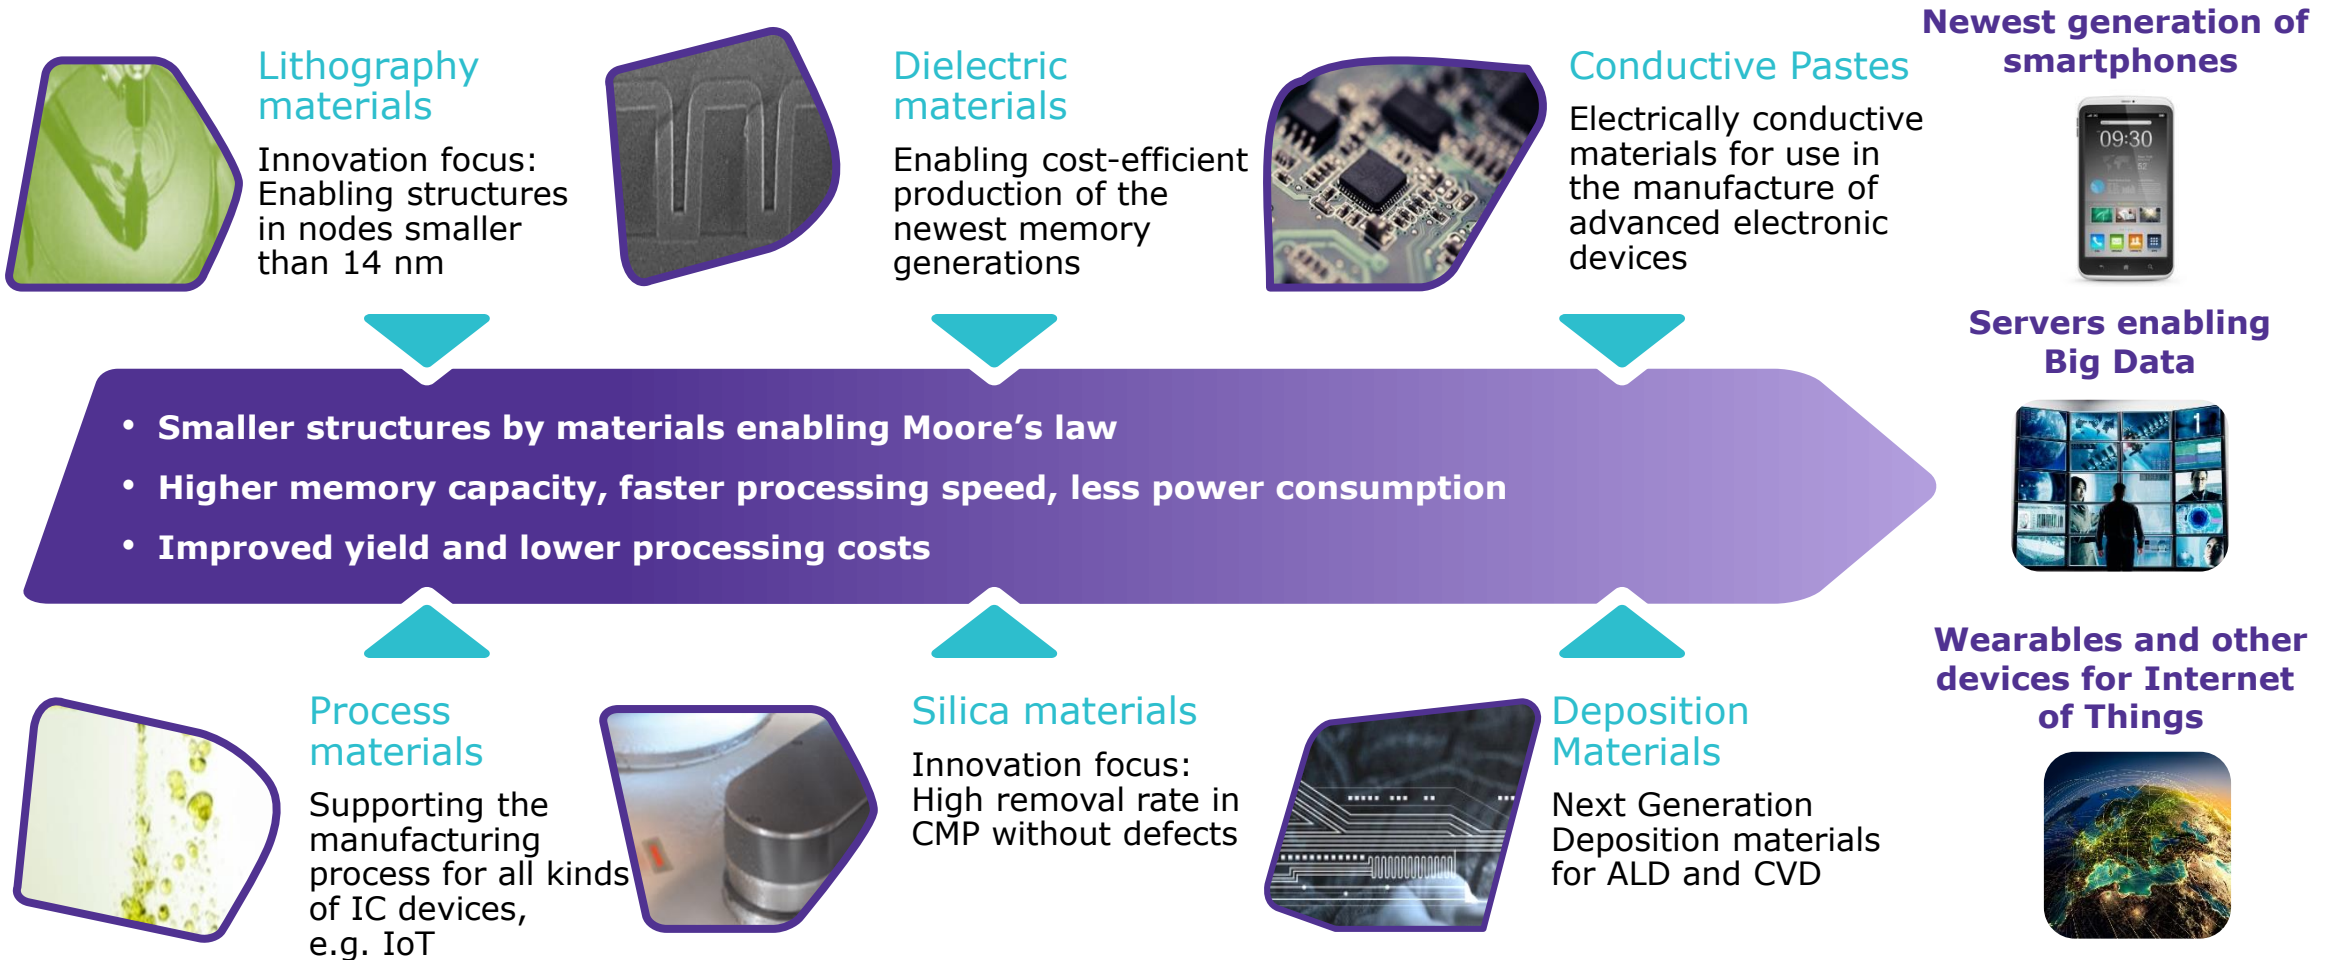 Lithography
materials
Innovation focus:
Enabling structures
in nodes smaller
than 14 nm
Dielectric
materials
Enabling cost-efficient
production of the
newest memory
generations
Conductive Pastes
Electrically conductive
materials for use in
the manufacture of
advanced electronic
devices
Newest generation of
smartphones
09:30
Servers enabling
Big Data
1
• Smaller structures by materials enabling Moore’s law
• Higher memory capacity, faster processing speed, less power consumption
• Improved yield and lower processing costs
Process
materials
Supporting the
manufacturing
process for all kinds
of IC devices,
e.g. IoT
Silica materials
Innovation focus:
High removal rate in
CMP without defects
Deposition
Materials
Next Generation
Deposition materials
for ALD and CVD
Wearables and other
devices for Internet
of Things